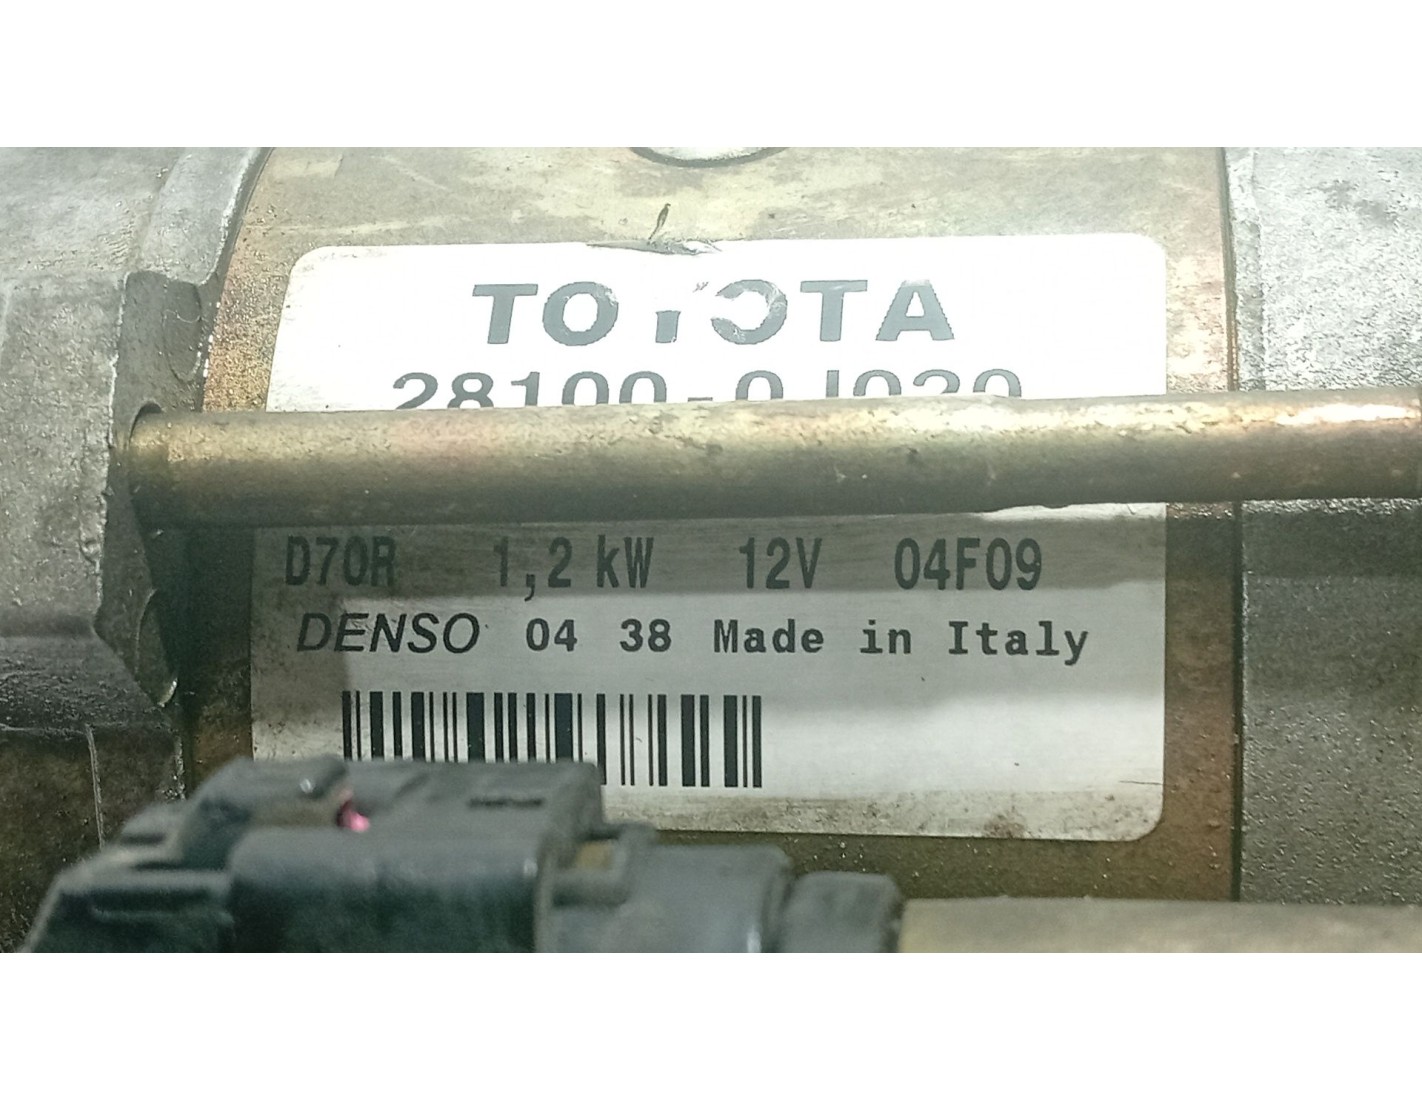 TOYOTA
D70R 1,2 kW 12V 04F09
DENSO 04 38 Made in Italy